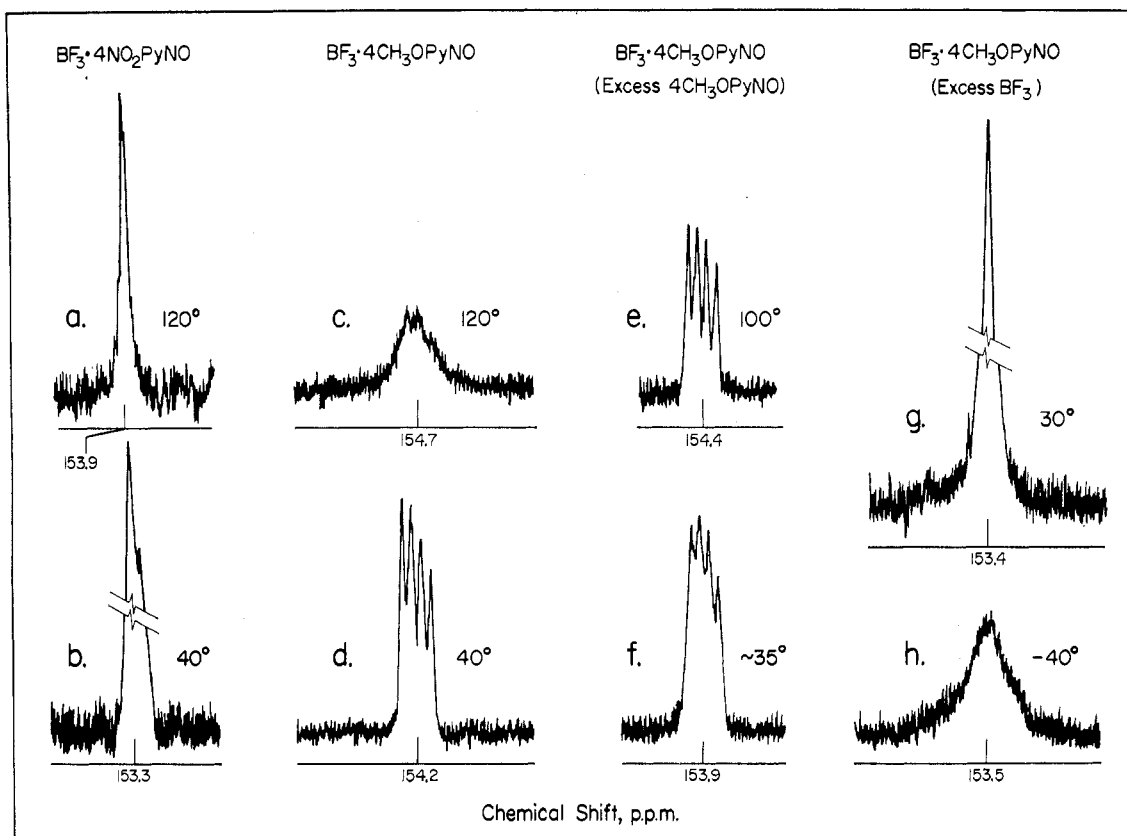 BF₃•4NO₂PyNO
BF₃•4CH₃OPyNO
BF₃•4CH₃OPyNO
(Excess 4CH₃OPyNO)
BF₃•4CH₃OPyNO
(Excess BF₃)
a.
120°
153.9
c.
120°
154.7
e.
100°
154.4
g.
30°
153.4
b.
40°
153.3
d.
40°
154.2
f.
~35°
153.9
h.
-40°
153.5
Chemical Shift, p.p.m.